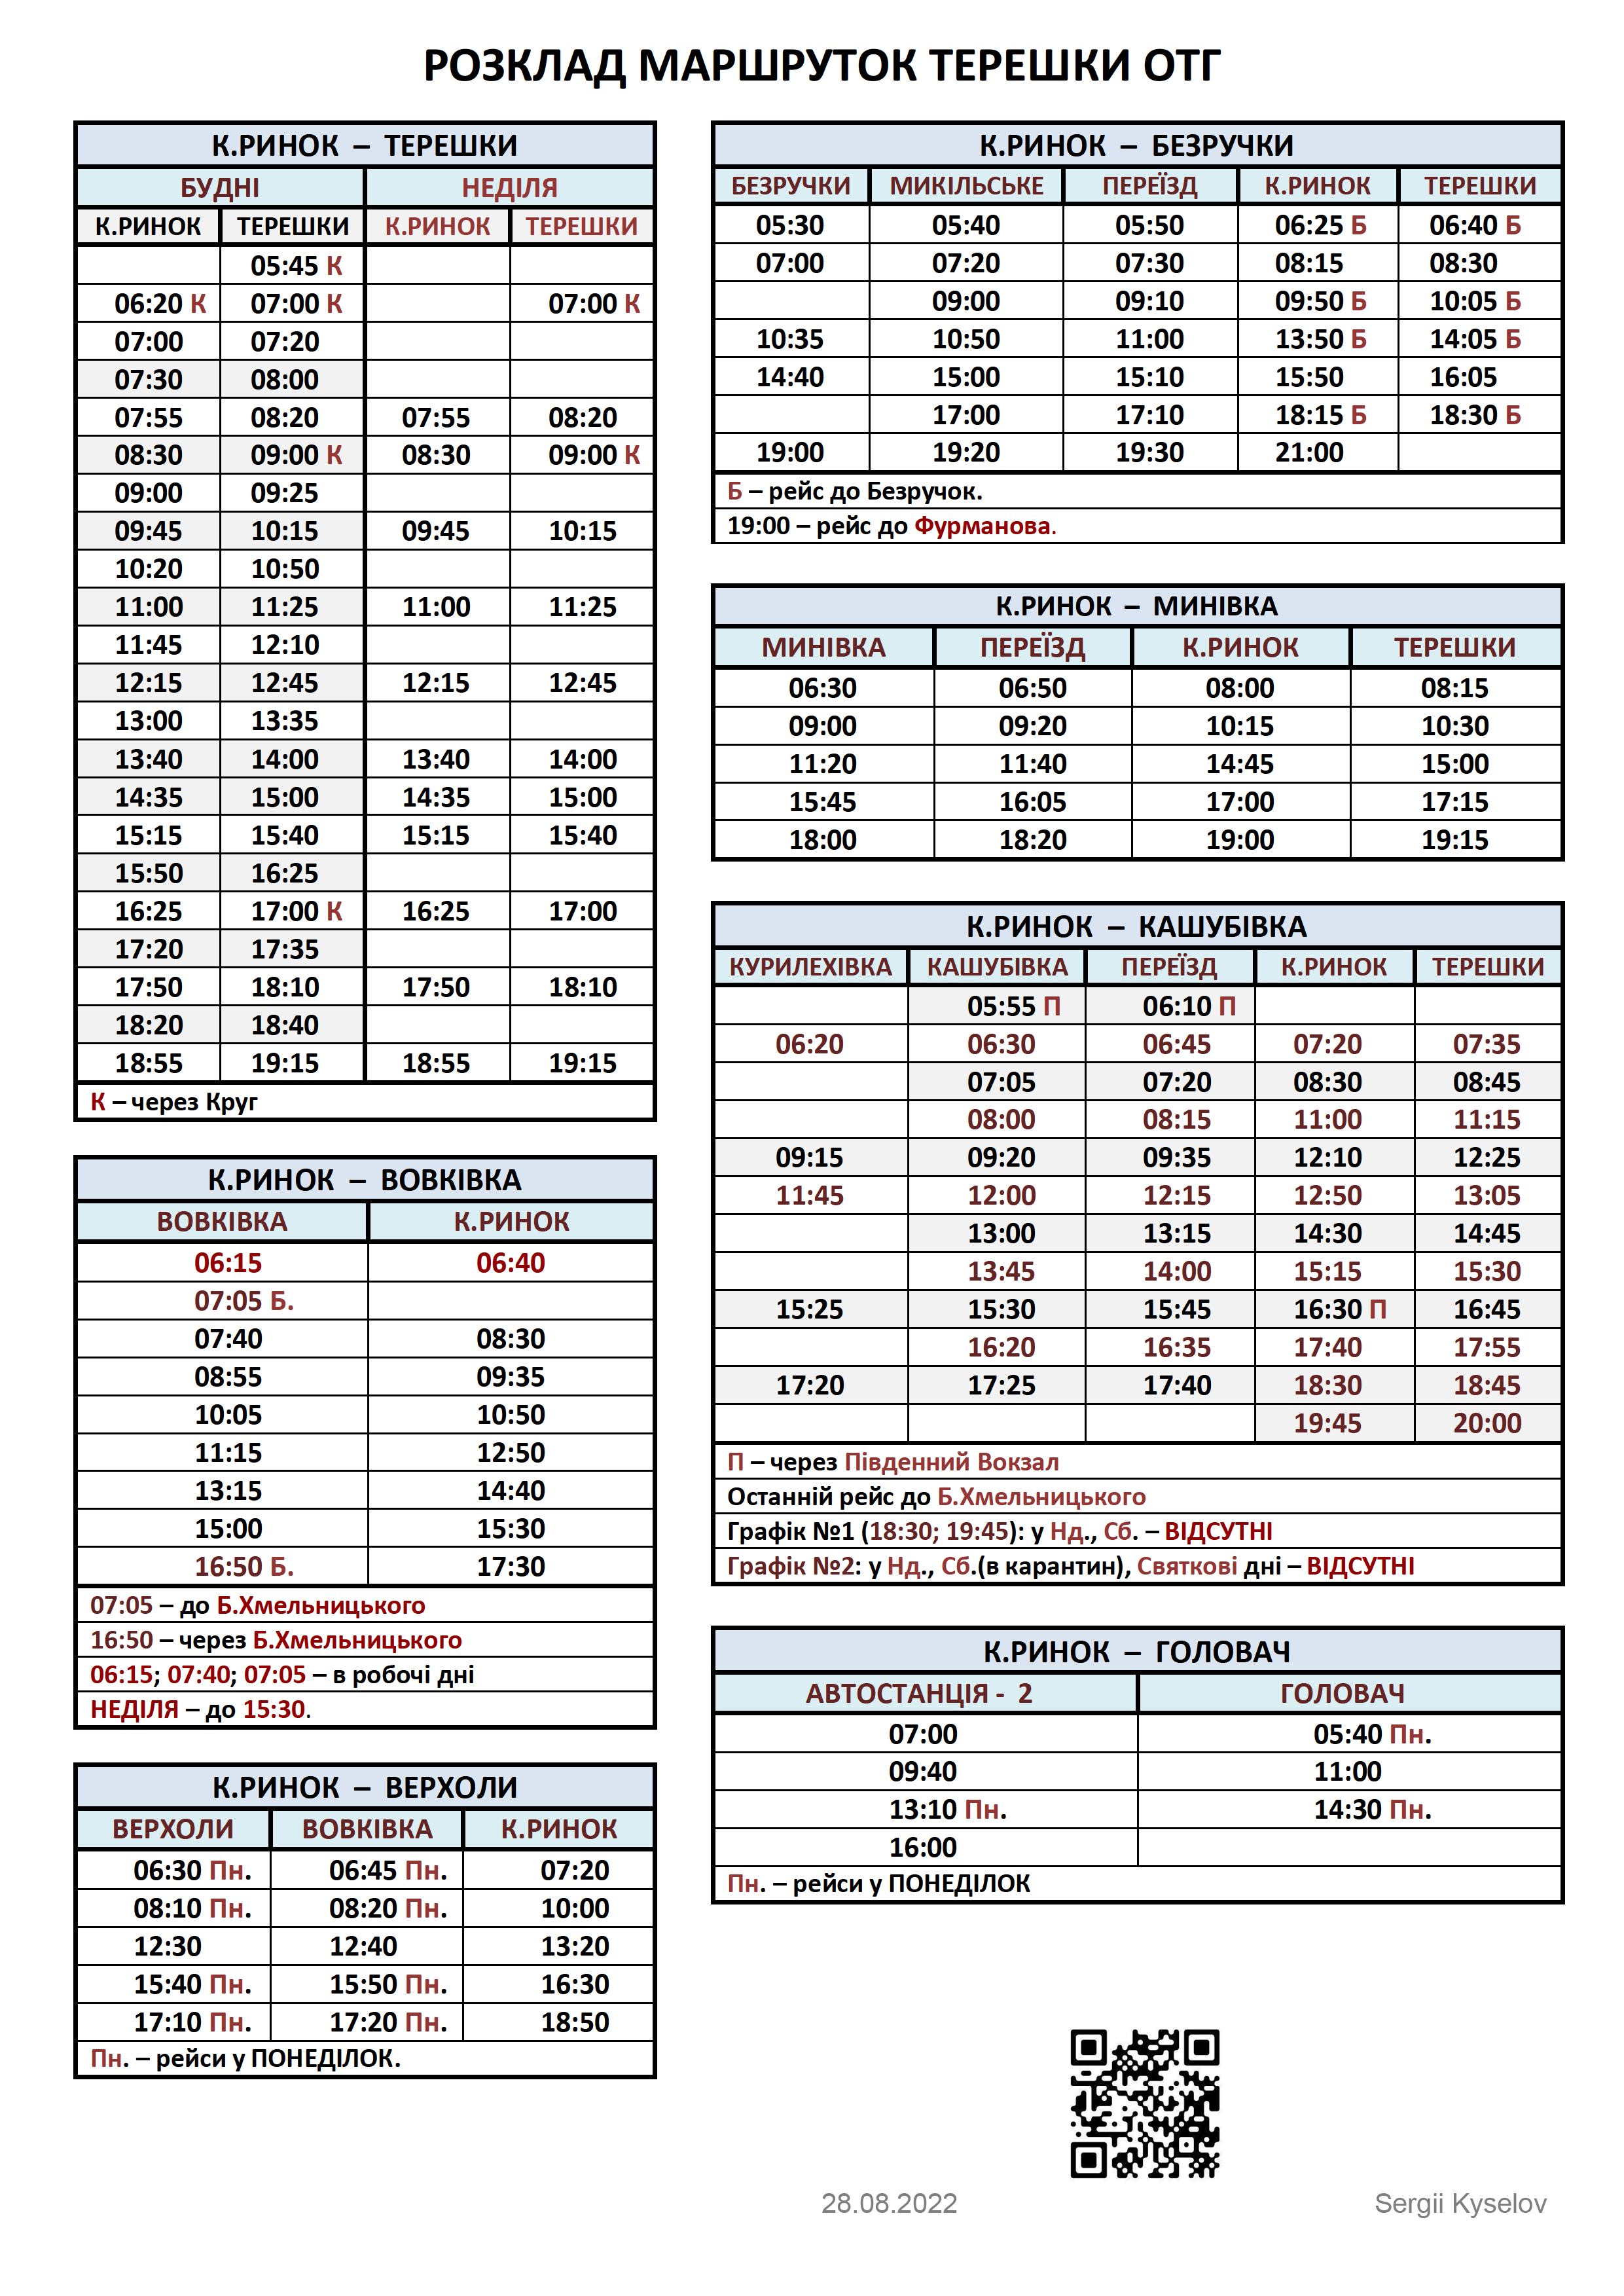 РОЗКЛАД МАРШРУТОК ТЕРЕШКИ ОТГ
К.РИНОК – ТЕРЕШКИ
БУДНІ НЕДІЛЯ
К.РИНОК ТЕРЕШКИ К.РИНОК ТЕРЕШКИ
05:45 К
06:20 К 07:00 К 07:00 К
07:00 07:20
07:30 08:00
07:55 08:20 07:55 08:20
08:30 09:00 К 08:30 09:00 К
09:00 09:25
09:45 10:15 09:45 10:15
10:20 10:50
11:00 11:25 11:00 11:25
11:45 12:10
12:15 12:45 12:15 12:45
13:00 13:35
13:40 14:00 13:40 14:00
14:35 15:00 14:35 15:00
15:15 15:40 15:15 15:40
15:50 16:25
16:25 17:00 К 16:25 17:00
17:20 17:35
17:50 18:10 17:50 18:10
18:20 18:40
18:55 19:15 18:55 19:15
К – через Круг
К.РИНОК – ВОВКІВКА
ВОВКІВКА К.РИНОК
06:15 06:40
07:05 Б.
07:40 08:30
08:55 09:35
10:05 10:50
11:15 12:50
13:15 14:40
15:00 15:30
16:50 Б. 17:30
07:05 – до Б.Хмельницького
16:50 – через Б.Хмельницького
06:15; 07:40; 07:05 – в робочі дні
НЕДІЛЯ – до 15:30.
К.РИНОК – ВЕРХОЛИ
ВЕРХОЛИ ВОВКІВКА К.РИНОК
06:30 Пн. 06:45 Пн. 07:20
08:10 Пн. 08:20 Пн. 10:00
12:30 12:40 13:20
15:40 Пн. 15:50 Пн. 16:30
17:10 Пн. 17:20 Пн. 18:50
Пн. – рейси у ПОНЕДІЛОК.
К.РИНОК – БЕЗРУЧКИ
БЕЗРУЧКИ МИКІЛЬСЬКЕ ПЕРЕЇЗД К.РИНОК ТЕРЕШКИ
05:30 05:40 05:50 06:25 Б 06:40 Б
07:00 07:20 07:30 08:15 08:30
09:00 09:10 09:50 Б 10:05 Б
10:35 10:50 11:00 13:50 Б 14:05 Б
14:40 15:00 15:10 15:50 16:05
17:00 17:10 18:15 Б 18:30 Б
19:00 19:20 19:30 21:00
Б – рейс до Безручок.
19:00 – рейс до Фурманова.
К.РИНОК – МИНІВКА
МИНІВКА ПЕРЕЇЗД К.РИНОК ТЕРЕШКИ
06:30 06:50 08:00 08:15
09:00 09:20 10:15 10:30
11:20 11:40 14:45 15:00
15:45 16:05 17:00 17:15
18:00 18:20 19:00 19:15
К.РИНОК – КАШУБІВКА
КУРИЛЕХІВКА КАШУБІВКА ПЕРЕЇЗД К.РИНОК ТЕРЕШКИ
05:55 П 06:10 П
06:20 06:30 06:45 07:20 07:35
07:05 07:20 08:30 08:45
08:00 08:15 11:00 11:15
09:15 09:20 09:35 12:10 12:25
11:45 12:00 12:15 12:50 13:05
13:00 13:15 14:30 14:45
13:45 14:00 15:15 15:30
15:25 15:30 15:45 16:30 П 16:45
16:20 16:35 17:40 17:55
17:20 17:25 17:40 18:30 18:45
19:45 20:00
П – через Південний Вокзал
Останній рейс до Б.Хмельницького
Графік №1 (18:30; 19:45): у Нд., Сб. – ВІДСУТНІ
Графік №2: у Нд., Сб.(в карантин), Святкові дні – ВІДСУТНІ
К.РИНОК – ГОЛОВАЧ
АВТОСТАНЦІЯ - 2 ГОЛОВАЧ
07:00 05:40 Пн.
09:40 11:00
13:10 Пн. 14:30 Пн.
16:00
Пн. – рейси у ПОНЕДІЛОК
28.08.2022 Sergii Kyselov